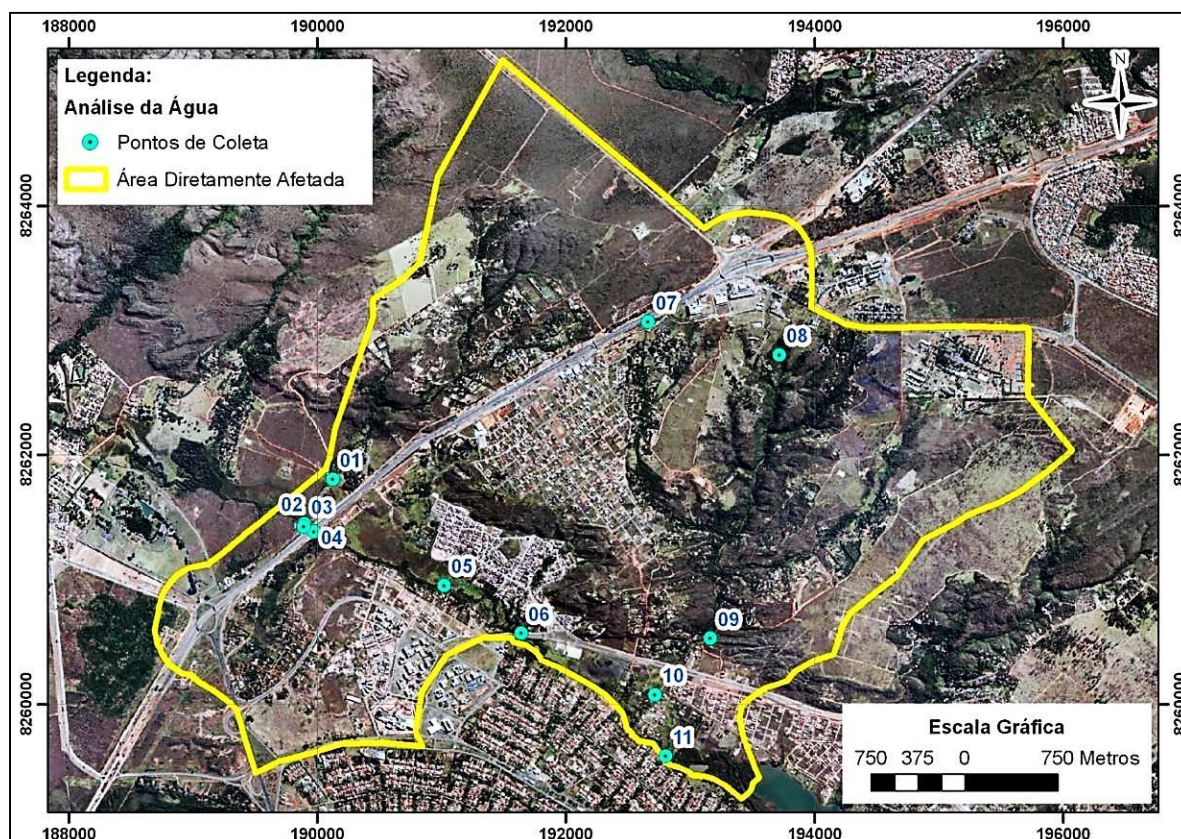 188000 190000 192000 194000 196000
Legenda:
Análise da Água
Pontos de Coleta
Área Diretamente Afetada
N
8264000 8264000
07
08
8262000 8262000
01
02 03
04
05
06
09
10
8260000 8260000
11
Escala Gráfica
750 375 0 750 Metros
188000 190000 192000 194000 196000